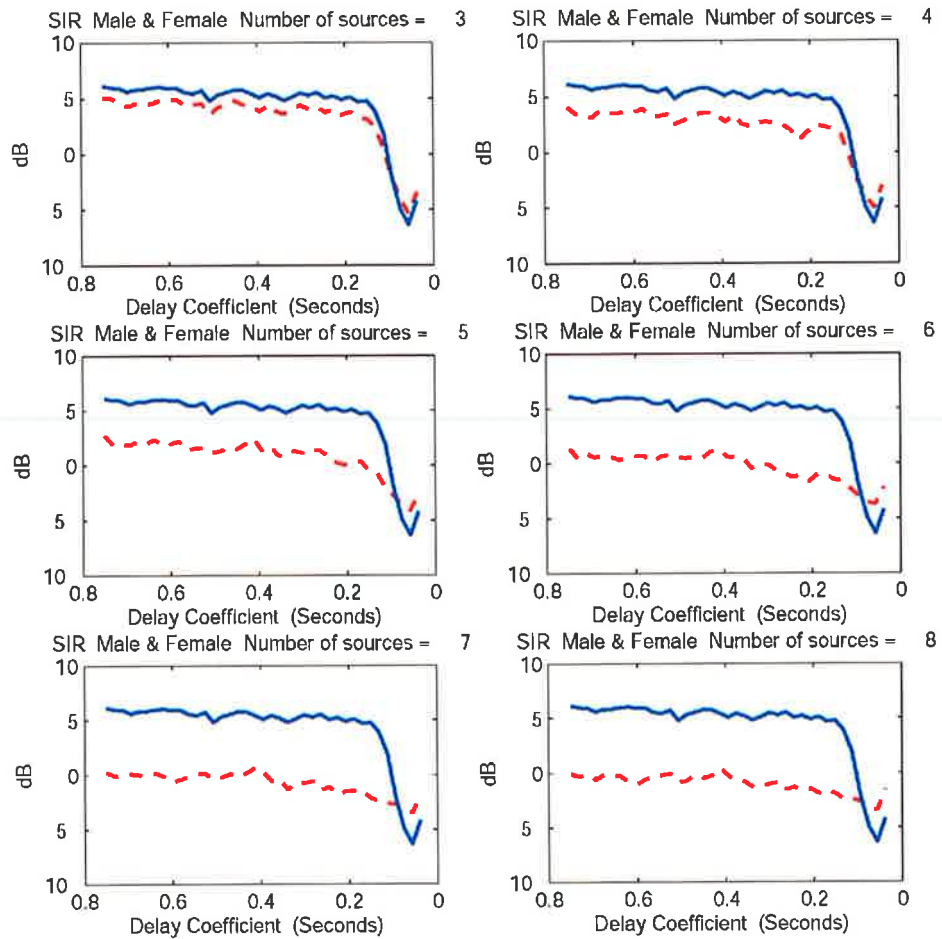 SIR Male & Female Number of sources = 3
10
5
0
5
10
dB
0.8 0.6 0.4 0.2 0
Delay Coefficient (Seconds)
SIR Male & Female Number of sources = 4
10
5
0
5
10
dB
0.8 0.6 0.4 0.2 0
Delay Coefficient (Seconds)
SIR Male & Female Number of sources = 5
10
5
0
5
10
dB
0.8 0.6 0.4 0.2 0
Delay Coefficient (Seconds)
SIR Male & Female Number of sources = 6
10
5
0
5
10
dB
0.8 0.6 0.4 0.2 0
Delay Coefficient (Seconds)
SIR Male & Female Number of sources = 7
10
5
0
5
10
dB
0.8 0.6 0.4 0.2 0
Delay Coefficient (Seconds)
SIR Male & Female Number of sources = 8
10
5
0
5
10
dB
0.8 0.6 0.4 0.2 0
Delay Coefficient (Seconds)